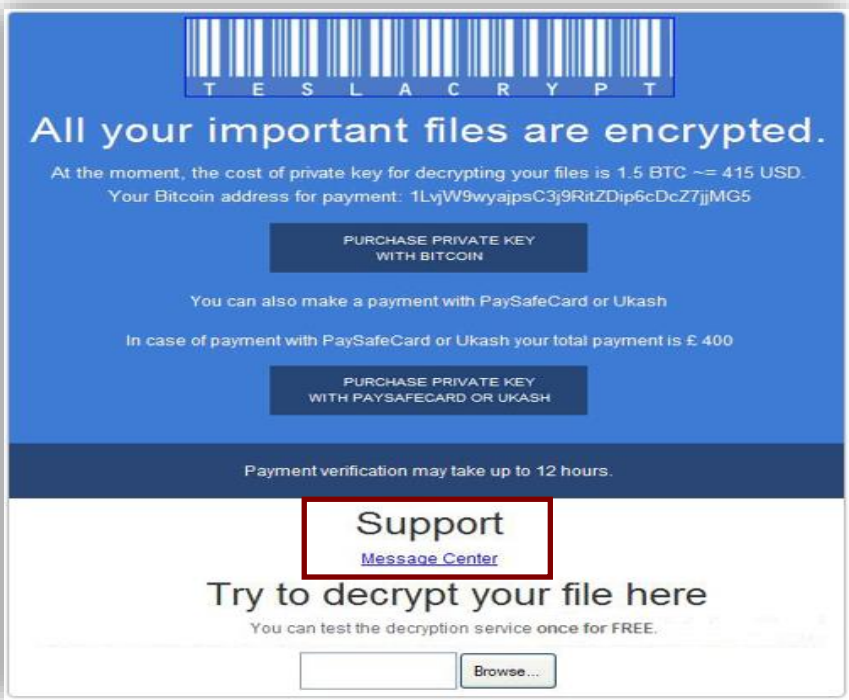 TESLACRYPT
All your important files are encrypted.
At the moment, the cost of private key for decrypting your files is 1.5 BTC ~= 415 USD.
Your Bitcoin address for payment: 1LvjW9wyajpsC3j9RitZDip6cDcZ7jjMG5
PURCHASE PRIVATE KEY
WITH BITCOIN
You can also make a payment with PaySafeCard or Ukash
In case of payment with PaySafeCard or Ukash your total payment is £ 400
PURCHASE PRIVATE KEY
WITH PAYSAFECARD OR UKASH
Payment verification may take up to 12 hours.
Support
Message Center
Try to decrypt your file here
You can test the decryption service once for FREE.
Browse...